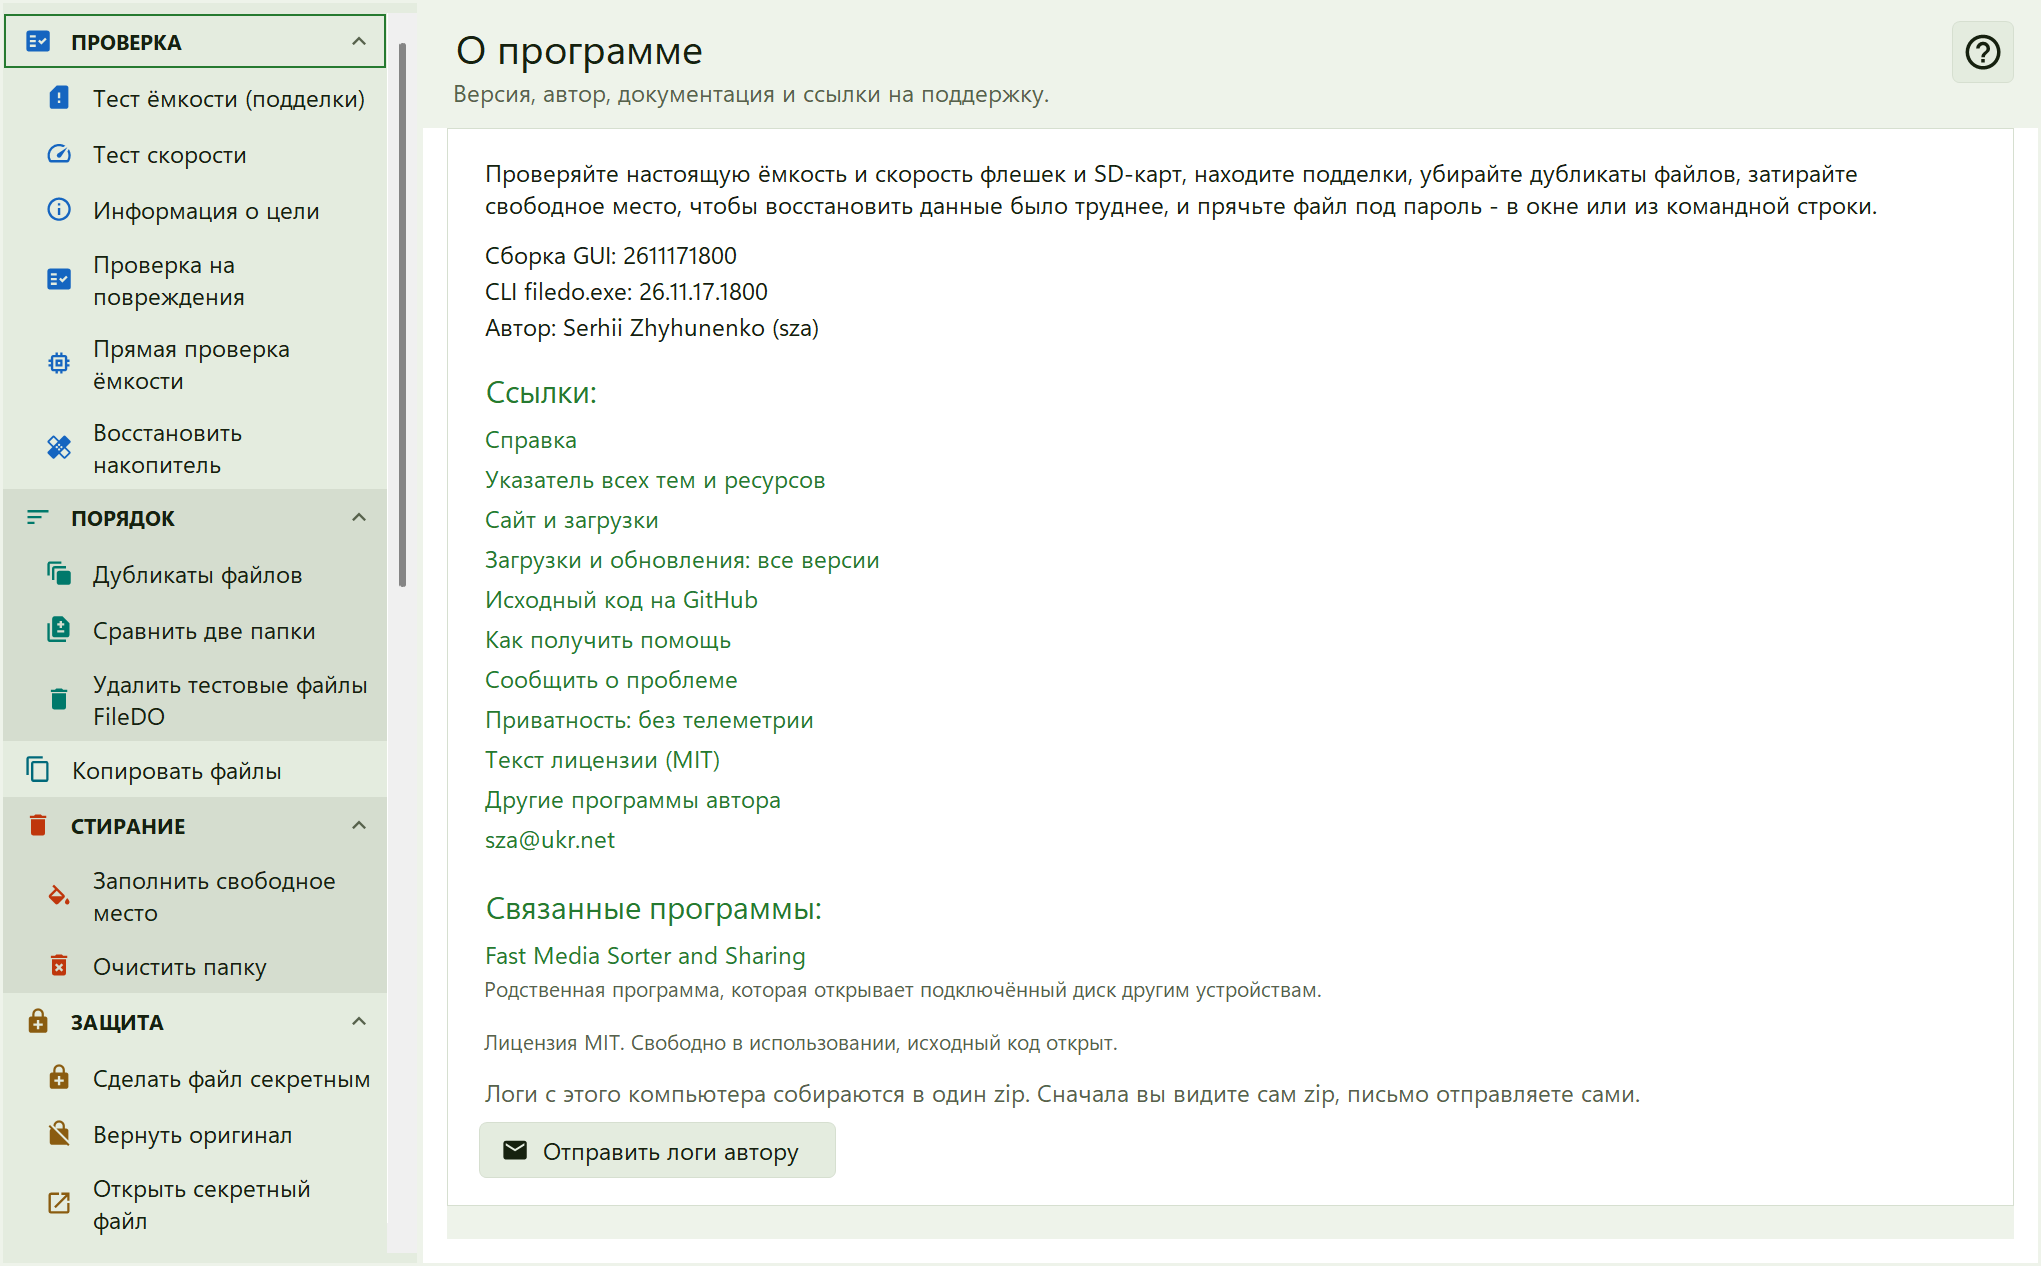 ПРОВЕРКА
Тест ёмкости (подделки)
Тест скорости
Информация о цели
Проверка на
повреждения
Прямая проверка
ёмкости
Восстановить
накопитель
ПОРЯДОК
Дубликаты файлов
Сравнить две папки
Удалить тестовые файлы
FileDO
Копировать файлы
СТИРАНИЕ
Заполнить свободное
место
Очистить папку
ЗАЩИТА
Сделать файл секретным
Вернуть оригинал
Открыть секретный
файл
О программе
Версия, автор, документация и ссылки на поддержку.
Проверяйте настоящую ёмкость и скорость флешек и SD-карт, находите подделки, убирайте дубликаты файлов, затирайте
свободное место, чтобы восстановить данные было труднее, и прячьте файл под пароль - в окне или из командной строки.
Сборка GUI: 2611171800
CLI filedo.exe: 26.11.17.1800
Автор: Serhii Zhyhunenko (sza)
Ссылки:
Справка
Указатель всех тем и ресурсов
Сайт и загрузки
Загрузки и обновления: все версии
Исходный код на GitHub
Как получить помощь
Сообщить о проблеме
Приватность: без телеметрии
Текст лицензии (MIT)
Другие программы автора
sza@ukr.net
Связанные программы:
Fast Media Sorter and Sharing
Родственная программа, которая открывает подключённый диск другим устройствам.
Лицензия MIT. Свободно в использовании, исходный код открыт.
Логи с этого компьютера собираются в один zip. Сначала вы видите сам zip, письмо отправляете сами.
Отправить логи автору